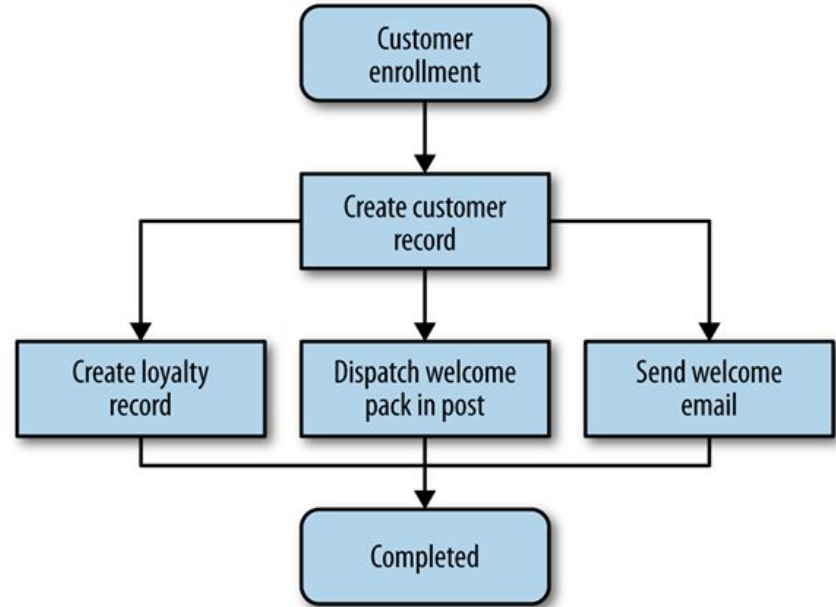 Customer
enrollment
Create customer
record
Create loyalty
record
Dispatch welcome
pack in post
Send welcome
email
Completed